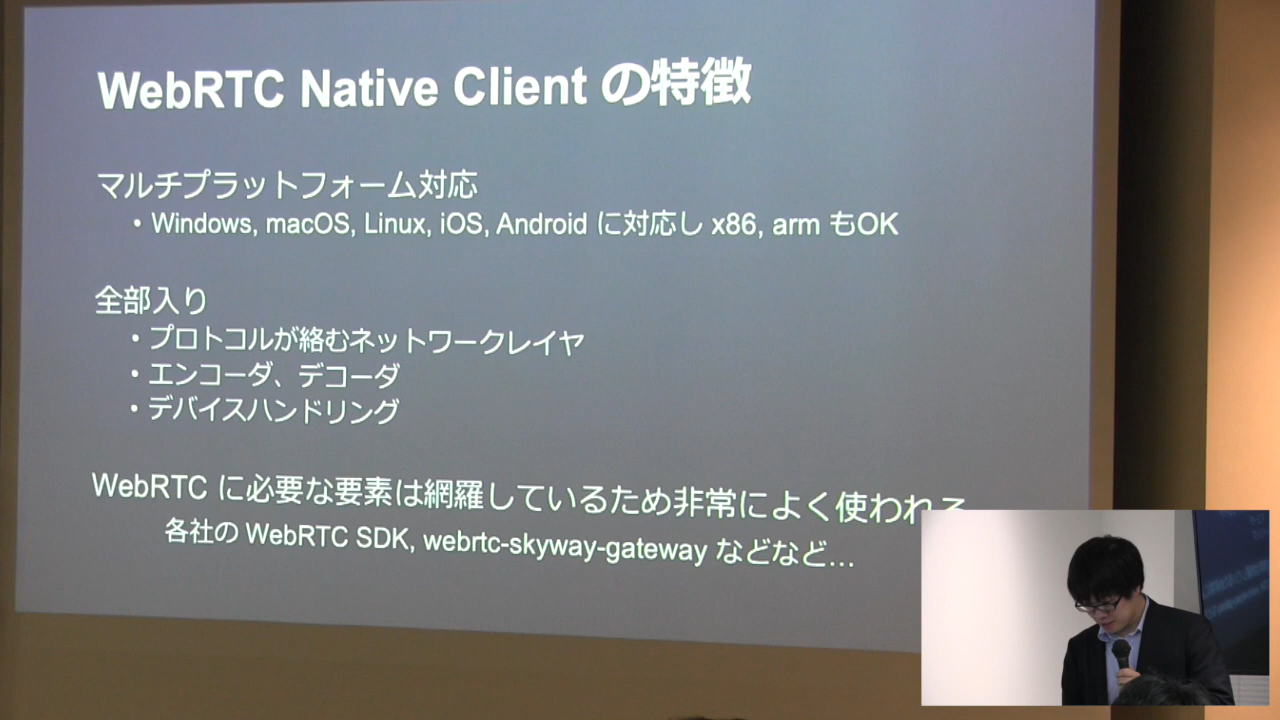 WebRTC Native Client の特徴
マルチプラットフォーム対応
・Windows, macOS, Linux, iOS, Android に対応し x86, arm もOK
全部入り
・プロトコルが絡むネットワークレイヤ
・エンコーダ、デコーダ
・デバイスハンドリング
WebRTC に必要な要素は網羅しているため非常によく使われる
各社の WebRTC SDK, webrtc-skyway-gateway などなど…